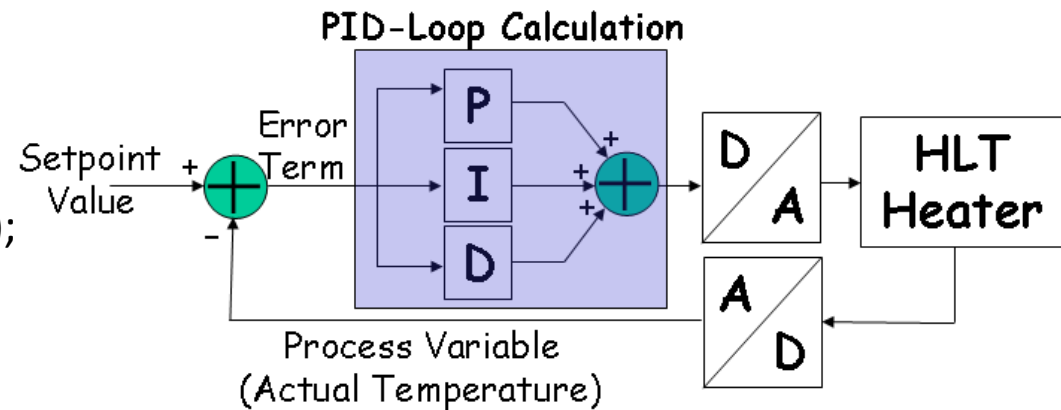 PID-Loop Calculation
Setpoint
Value
+
-
Error
Term
P
I
D
+
+
+
D
A
HLT
Heater
A
D
Process Variable
(Actual Temperature)
);